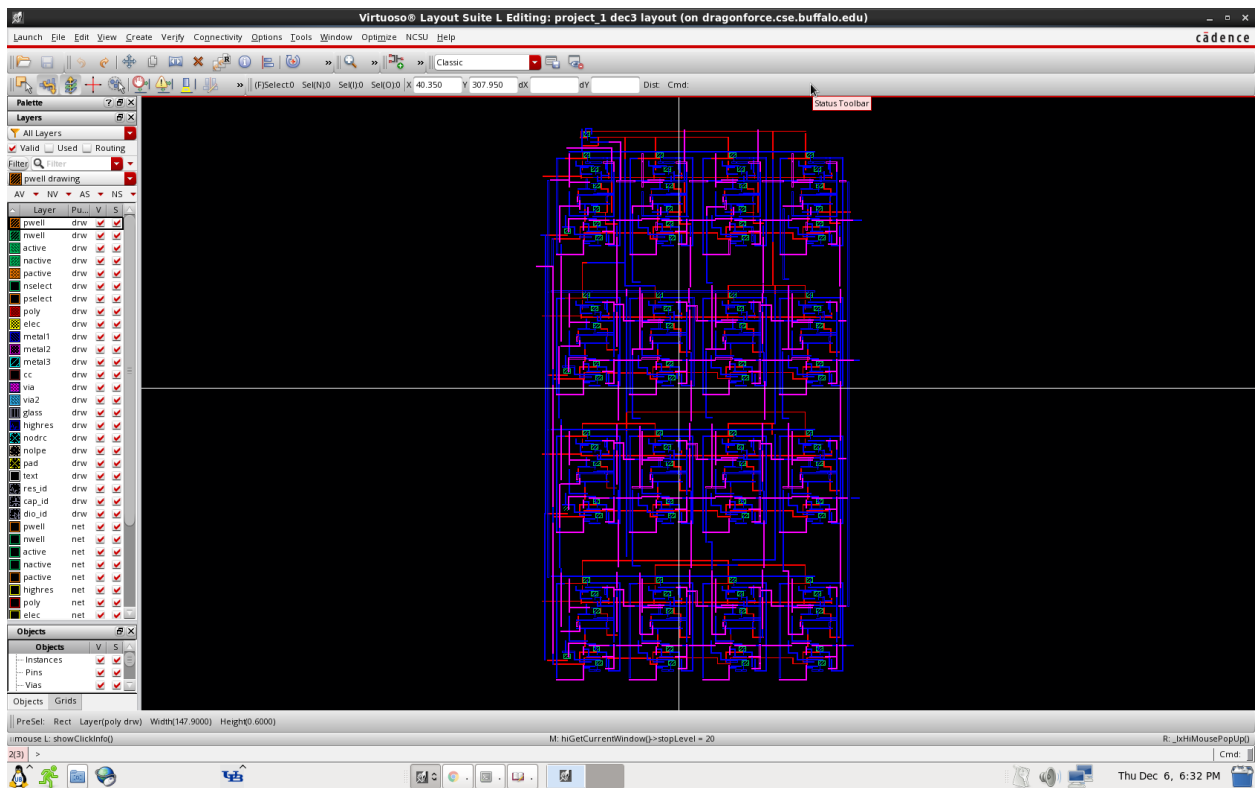 Virtuoso® Layout Suite L Editing: project_1 dec3 layout (on dragonforce.cse.buffalo.edu)
Launch File Edit View Create Verify Connectivity Options Tools Window Optimize NCSU Help
cādence
» » » Classic
» (F)Select:0 Sel(N):0 Sel(I):0 Sel(O):0 X 40.350 Y 307.950 dX dY Dist: Cmd:
Status Toolbar
Palette
Layers
All Layers
Valid Used Routing
Filter Filter
pwell drawing
AV NV AS NS
Layer Pu... V S
pwell drw
nwell drw
active drw
nactive drw
pactive drw
nselect drw
pselect drw
poly drw
elec drw
metal1 drw
metal2 drw
metal3 drw
cc drw
via drw
via2 drw
glass drw
highres drw
nodrc drw
nolpe drw
pad drw
text drw
res_id drw
cap_id drw
dio_id drw
pwell net
nwell net
active net
nactive net
pactive net
highres net
poly net
elec net
Objects
Objects V S
Instances
Pins
Vias
Objects Grids
PreSel: Rect Layer(poly drw) Width(147.9000) Height(0.6000)
mouse L: showClickInfo() M: hiGetCurrentWindow()->stopLevel = 20 R: _lxHiMousePopUp()
2(3) > Cmd:
UB
Thu Dec 6, 6:32 PM